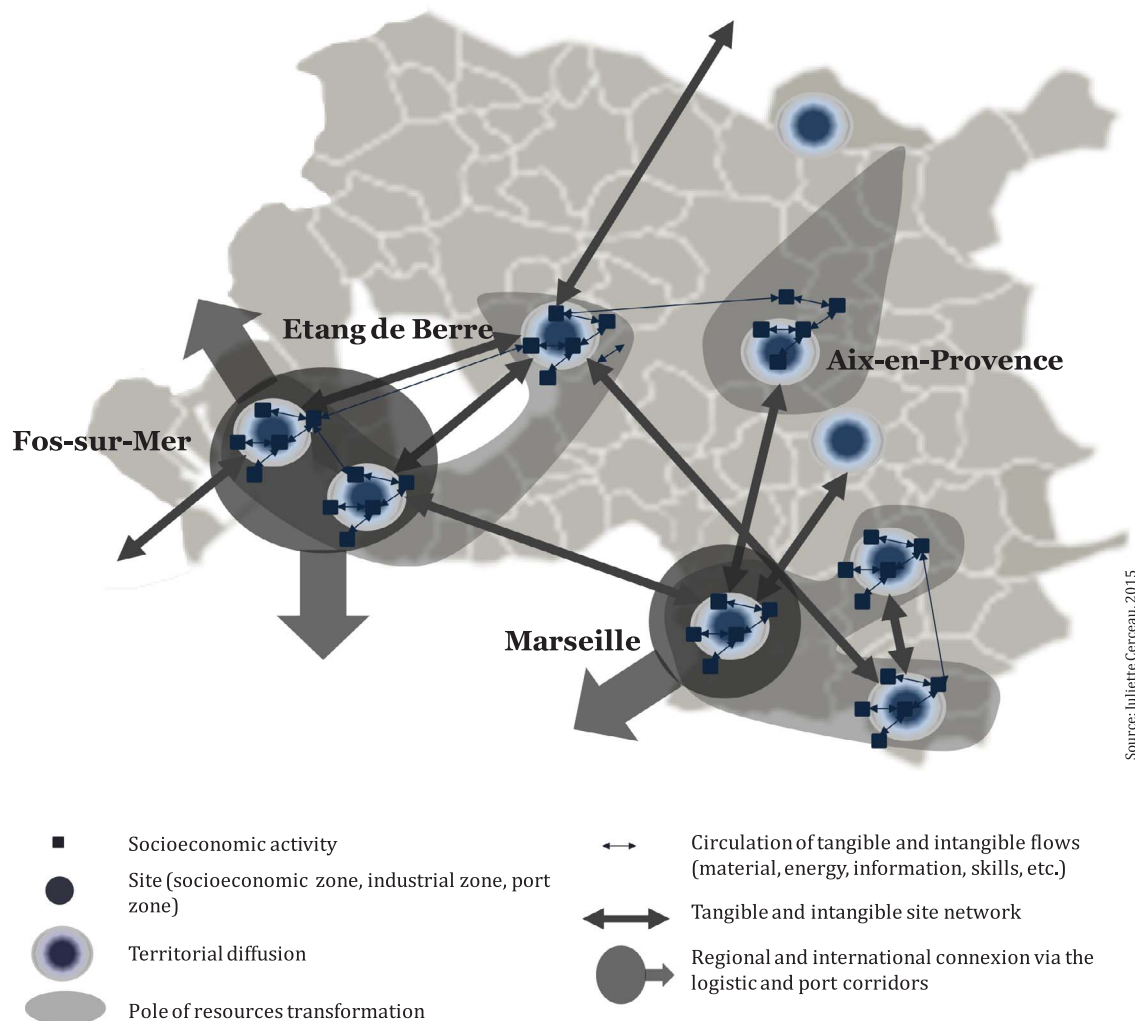 Etang de Berre
Aix-en-Provence
Fos-sur-Mer
Marseille
Source: Juliette Cerceau, 2015
Socioeconomic activity
Site (socioeconomic zone, industrial zone, port
zone)
Territorial diffusion
Pole of resources transformation
Circulation of tangible and intangible flows
(material, energy, information, skills, etc.)
Tangible and intangible site network
Regional and international connexion via the
logistic and port corridors